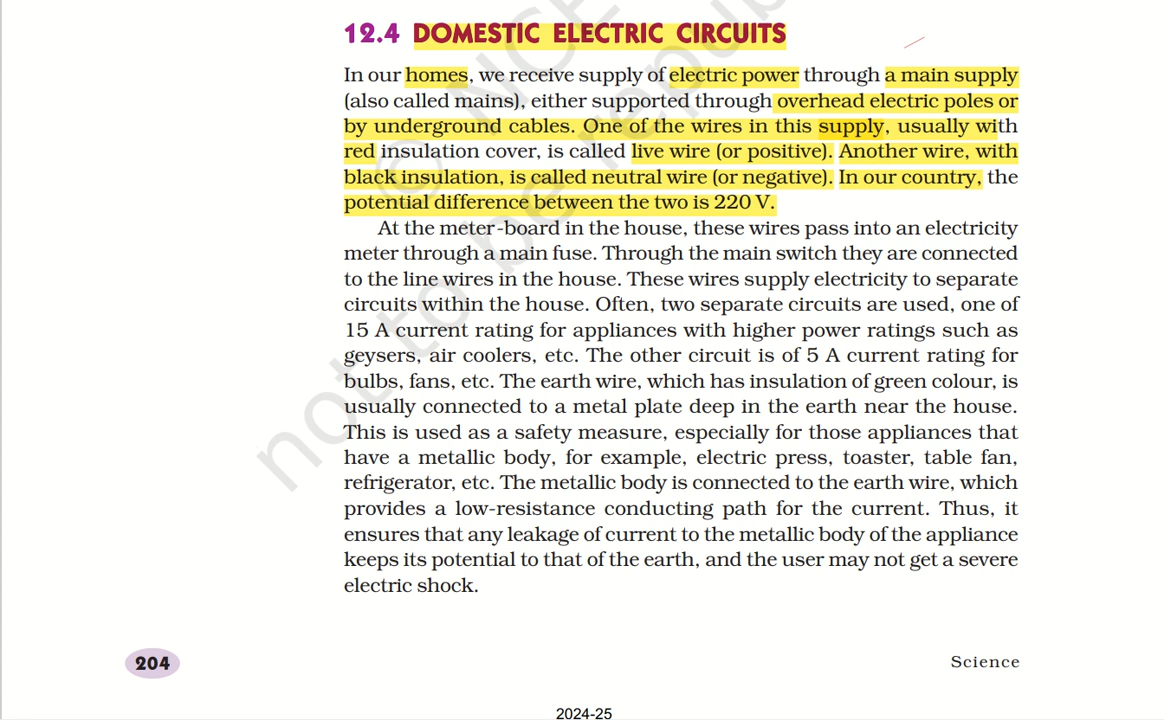 12.4 DOMESTIC ELECTRIC CIRCUITS
In our homes, we receive supply of electric power through a main supply
(also called mains), either supported through overhead electric poles or
by underground cables. One of the wires in this supply, usually with
red insulation cover, is called live wire (or positive). Another wire, with
black insulation, is called neutral wire (or negative). In our country, the
potential difference between the two is 220 V.
At the meter-board in the house, these wires pass into an electricity
meter through a main fuse. Through the main switch they are connected
to the line wires in the house. These wires supply electricity to separate
circuits within the house. Often, two separate circuits are used, one of
15 A current rating for appliances with higher power ratings such as
geysers, air coolers, etc. The other circuit is of 5 A current rating for
bulbs, fans, etc. The earth wire, which has insulation of green colour, is
usually connected to a metal plate deep in the earth near the house.
This is used as a safety measure, especially for those appliances that
have a metallic body, for example, electric press, toaster, table fan,
refrigerator, etc. The metallic body is connected to the earth wire, which
provides a low-resistance conducting path for the current. Thus, it
ensures that any leakage of current to the metallic body of the appliance
keeps its potential to that of the earth, and the user may not get a severe
electric shock.
© NCE
not to be repub
204
Science
2024-25